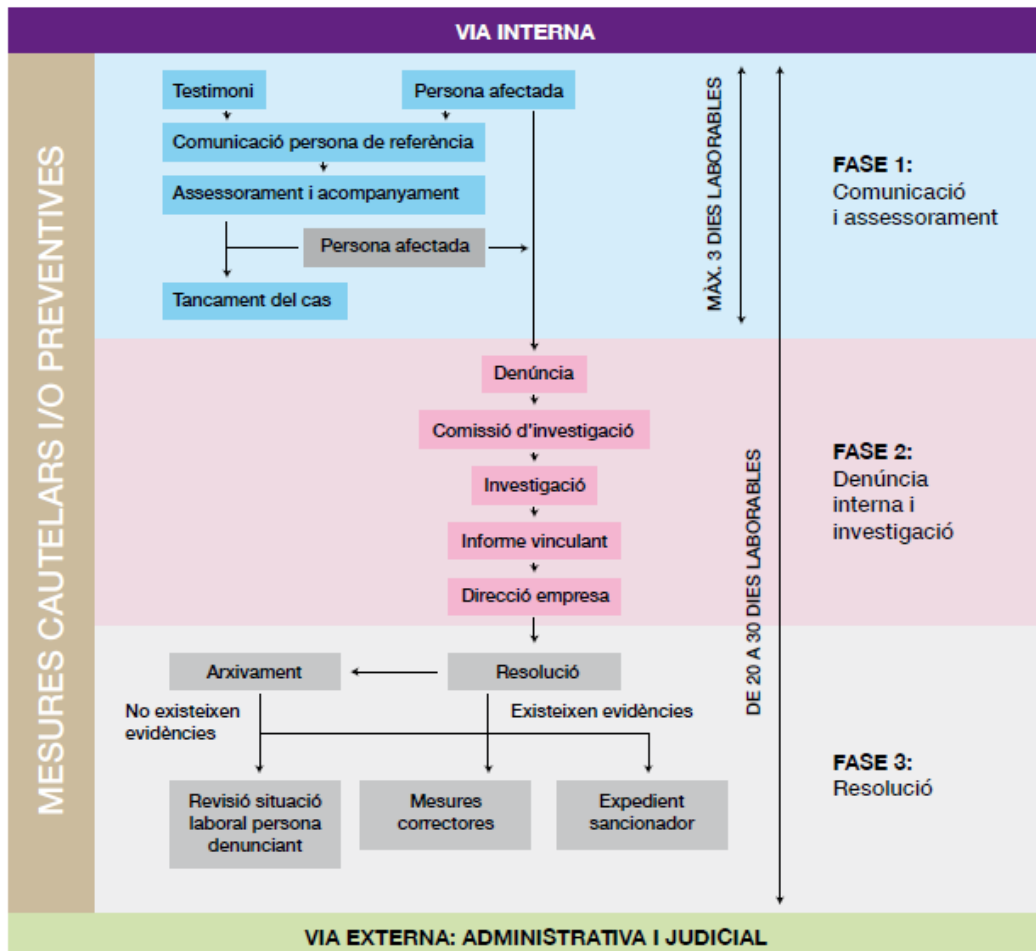 VIA INTERNA
MESURES CAUTELARS I/O PREVENTIVES
Testimoni
Persona afectada
Comunicació persona de referència
Assessorament i acompanyament
Persona afectada
Tancament del cas
MÀX. 3 DIES LABORABLES
FASE 1:
Comunicació
i assessorament
Denúncia
Comissió d'investigació
Investigació
Informe vinculant
Direcció empresa
DE 20 A 30 DIES LABORABLES
FASE 2:
Denúncia
interna i
investigació
Arxivament
Resolució
No existeixen
evidències
Existeixen evidències
Revisió situació
laboral persona
denunciant
Mesures
correctores
Expedient
sancionador
FASE 3:
Resolució
VIA EXTERNA: ADMINISTRATIVA I JUDICIAL